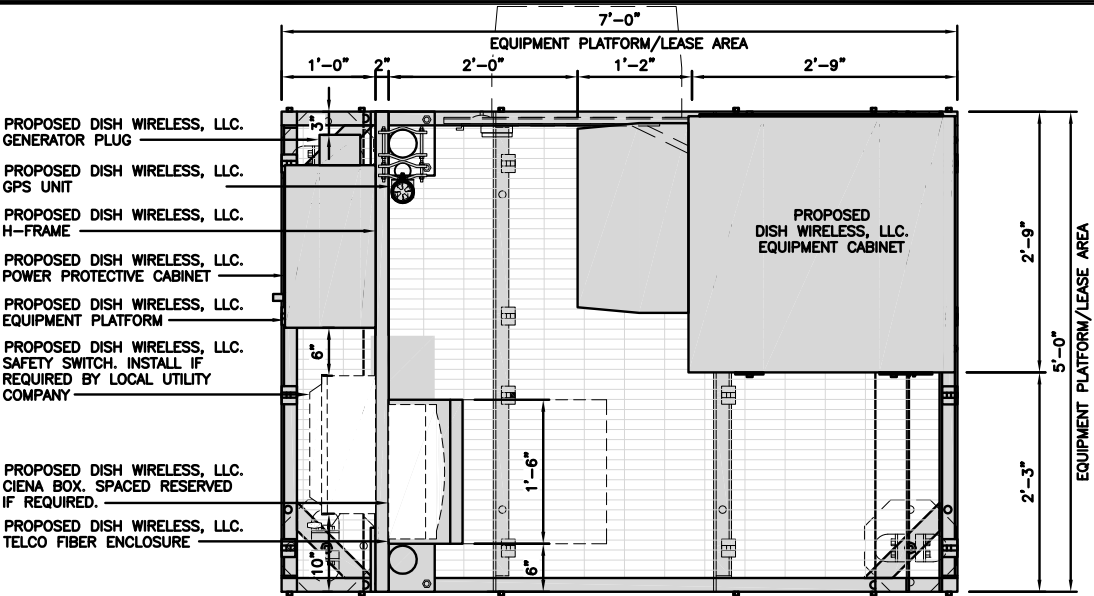 7'-0"
EQUIPMENT PLATFORM/LEASE AREA
1'-0" 2" 2'-0" 1'-2" 2'-9"
PROPOSED DISH WIRELESS, LLC.
GENERATOR PLUG
3"
PROPOSED DISH WIRELESS, LLC.
GPS UNIT
PROPOSED DISH WIRELESS, LLC.
H-FRAME
PROPOSED DISH WIRELESS, LLC.
POWER PROTECTIVE CABINET
PROPOSED DISH WIRELESS, LLC.
EQUIPMENT PLATFORM
PROPOSED DISH WIRELESS, LLC.
SAFETY SWITCH. INSTALL IF
REQUIRED BY LOCAL UTILITY
COMPANY
6"
PROPOSED DISH WIRELESS, LLC.
CIENA BOX. SPACED RESERVED
IF REQUIRED.
PROPOSED DISH WIRELESS, LLC.
TELCO FIBER ENCLOSURE
10"
1'-6"
6"
PROPOSED
DISH WIRELESS, LLC.
EQUIPMENT CABINET
2'-9"
2'-3"
5'-0"
EQUIPMENT PLATFORM/LEASE AREA